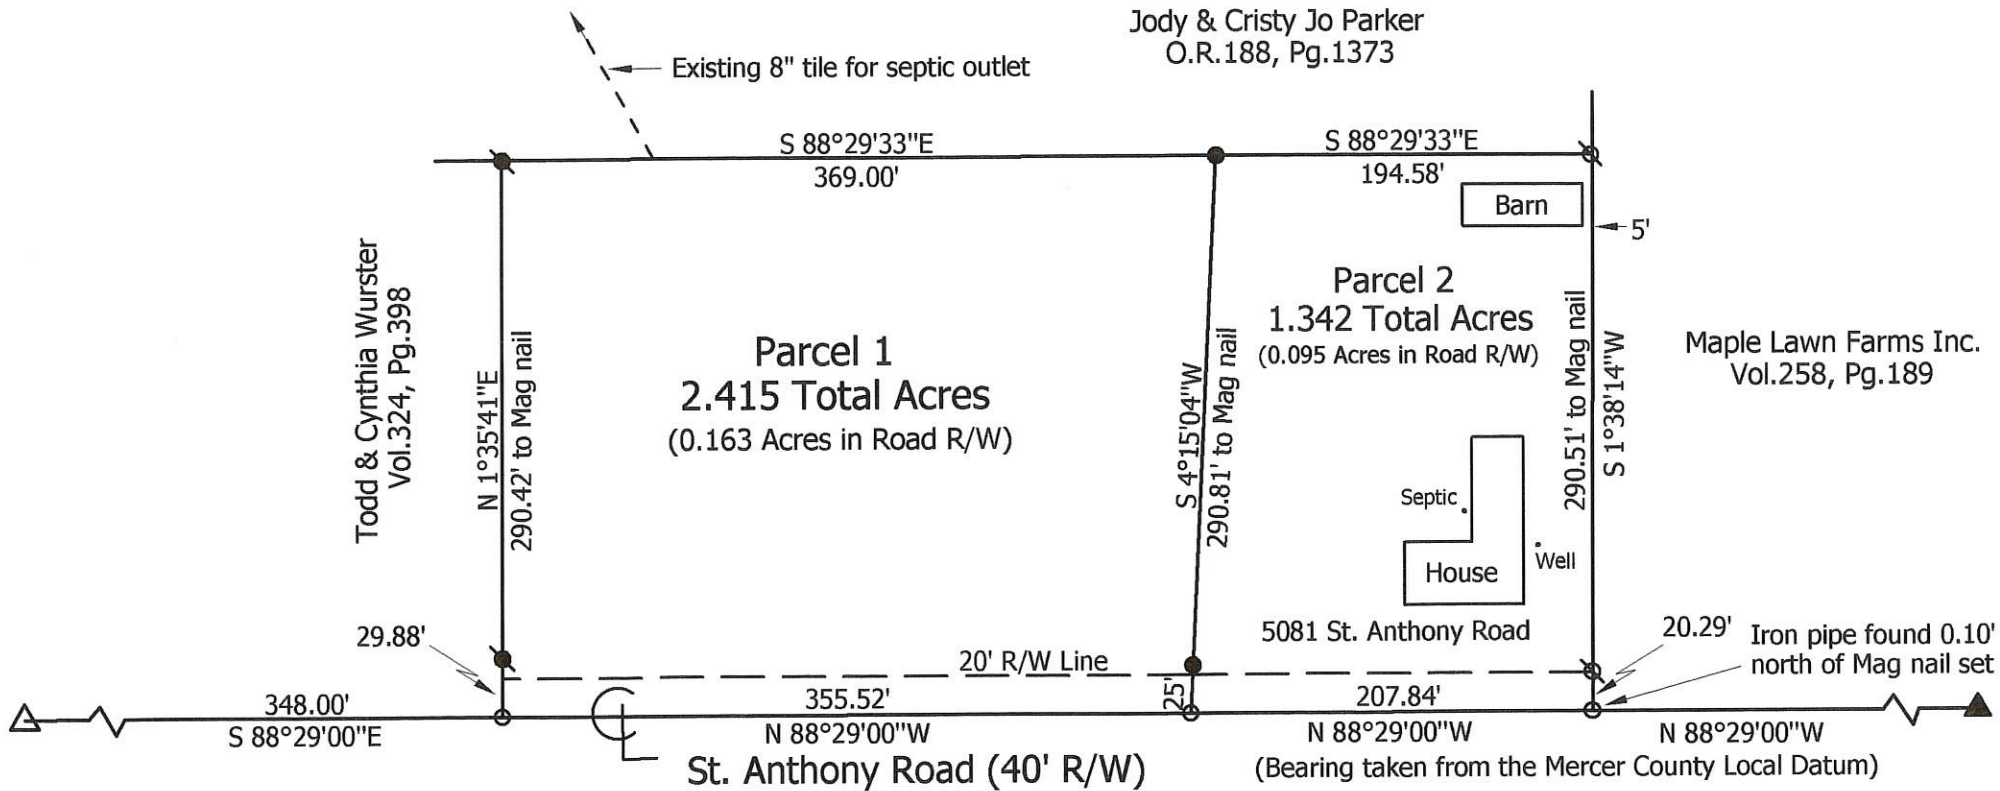 Jody & Cristy Jo Parker
O.R.188, Pg.1373
Existing 8" tile for septic outlet
S 88°29'33"E
369.00'
S 88°29'33"E
194.58'
Barn
5'
Todd & Cynthia Wurster
Vol.324, Pg.398
N 1°35'41"E
290.42' to Mag nail
Parcel 1
2.415 Total Acres
(0.163 Acres in Road R/W)
S 4°15'04"W
290.81' to Mag nail
Parcel 2
1.342 Total Acres
(0.095 Acres in Road R/W)
290.51' to Mag nail
S 1°38'14"W
Maple Lawn Farms Inc.
Vol.258, Pg.189
Septic
Well
House
5081 St. Anthony Road
29.88'
20' R/W Line
25'
20.29'
Iron pipe found 0.10'
north of Mag nail set
348.00'
S 88°29'00"E
355.52'
N 88°29'00"W
207.84'
N 88°29'00"W
N 88°29'00"W
St. Anthony Road (40' R/W)
(Bearing taken from the Mercer County Local Datum)